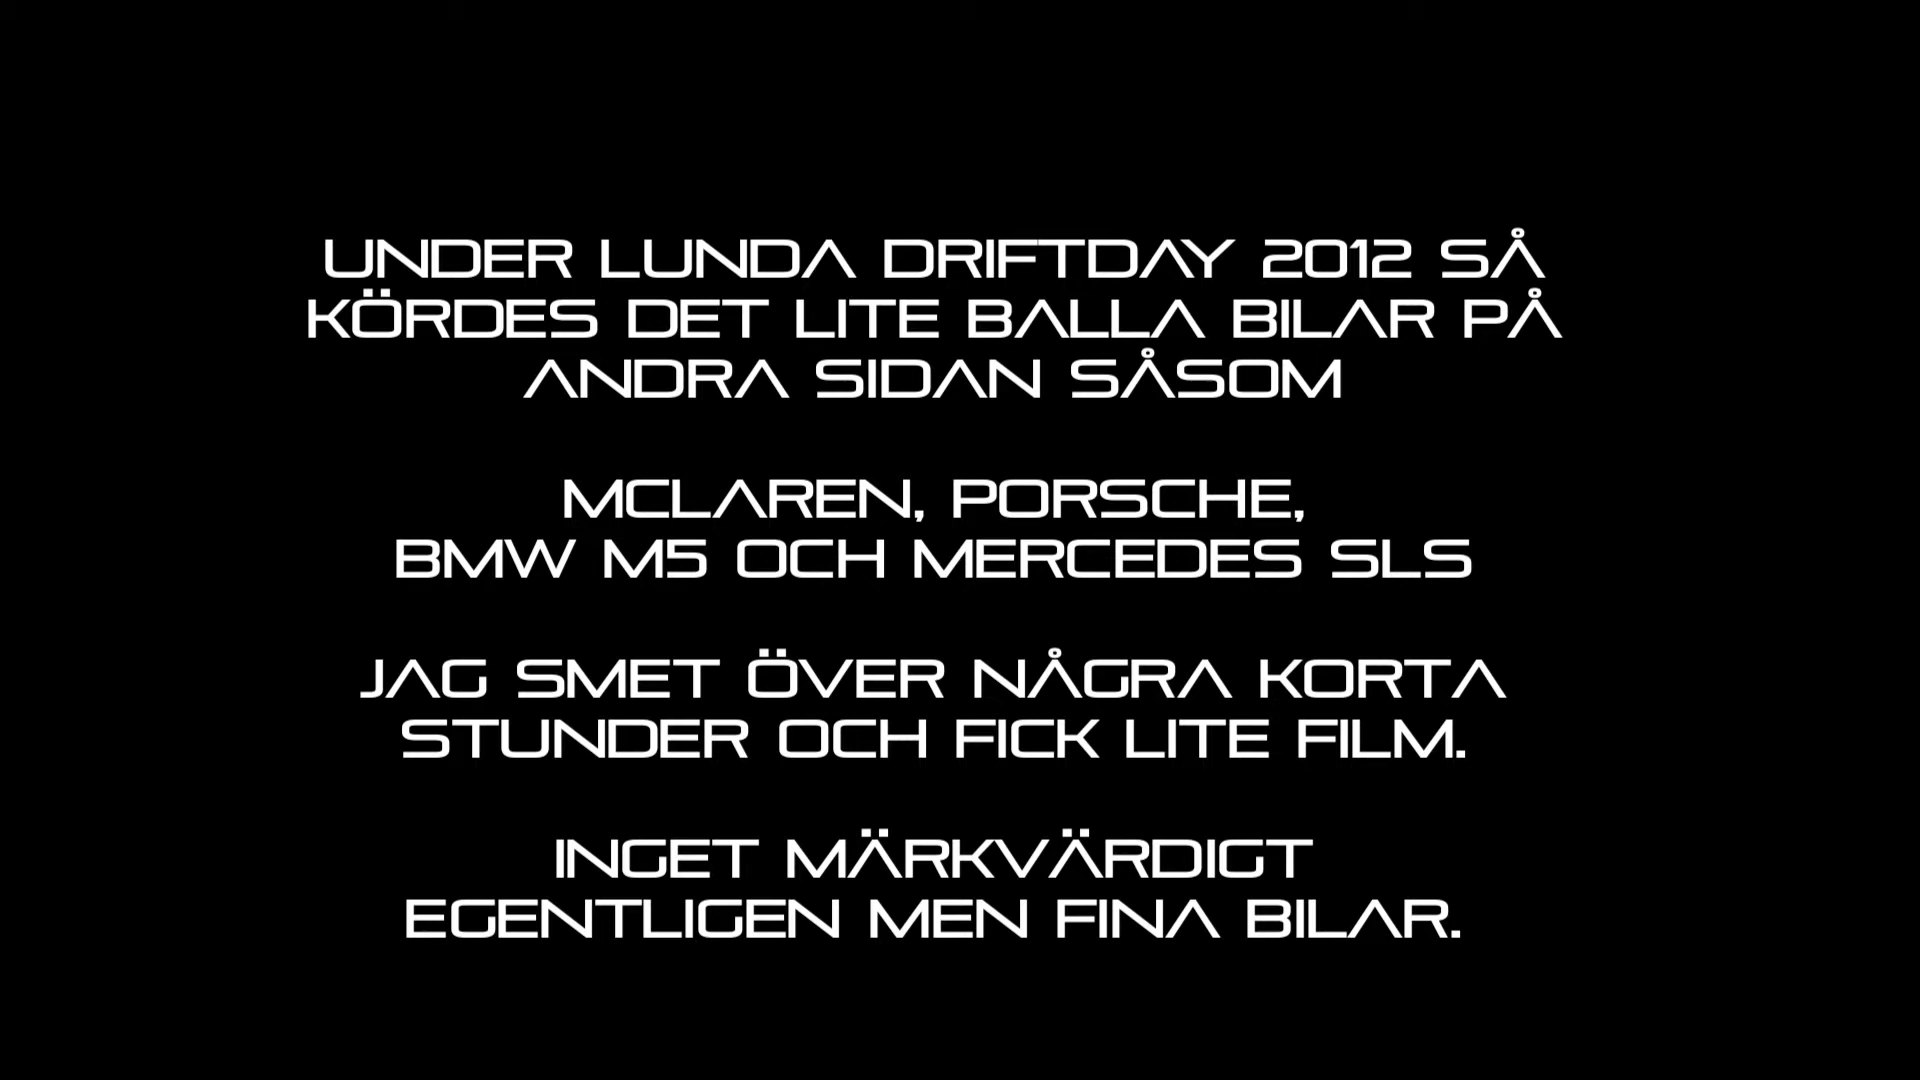 UNDER LUNDA DRIFTDAY 2012 SÅ
KÖRDES DET LITE BALLA BILAR PÅ
ANDRA SIDAN SÅSOM
MCLAREN, PORSCHE,
BMW M5 OCH MERCEDES SLS
JAG SMET ÖVER NÅGRA KORTA
STUNDER OCH FICK LITE FILM.
INGET MÄRKVÄRDIGT
EGENTLIGEN MEN FINA BILAR.